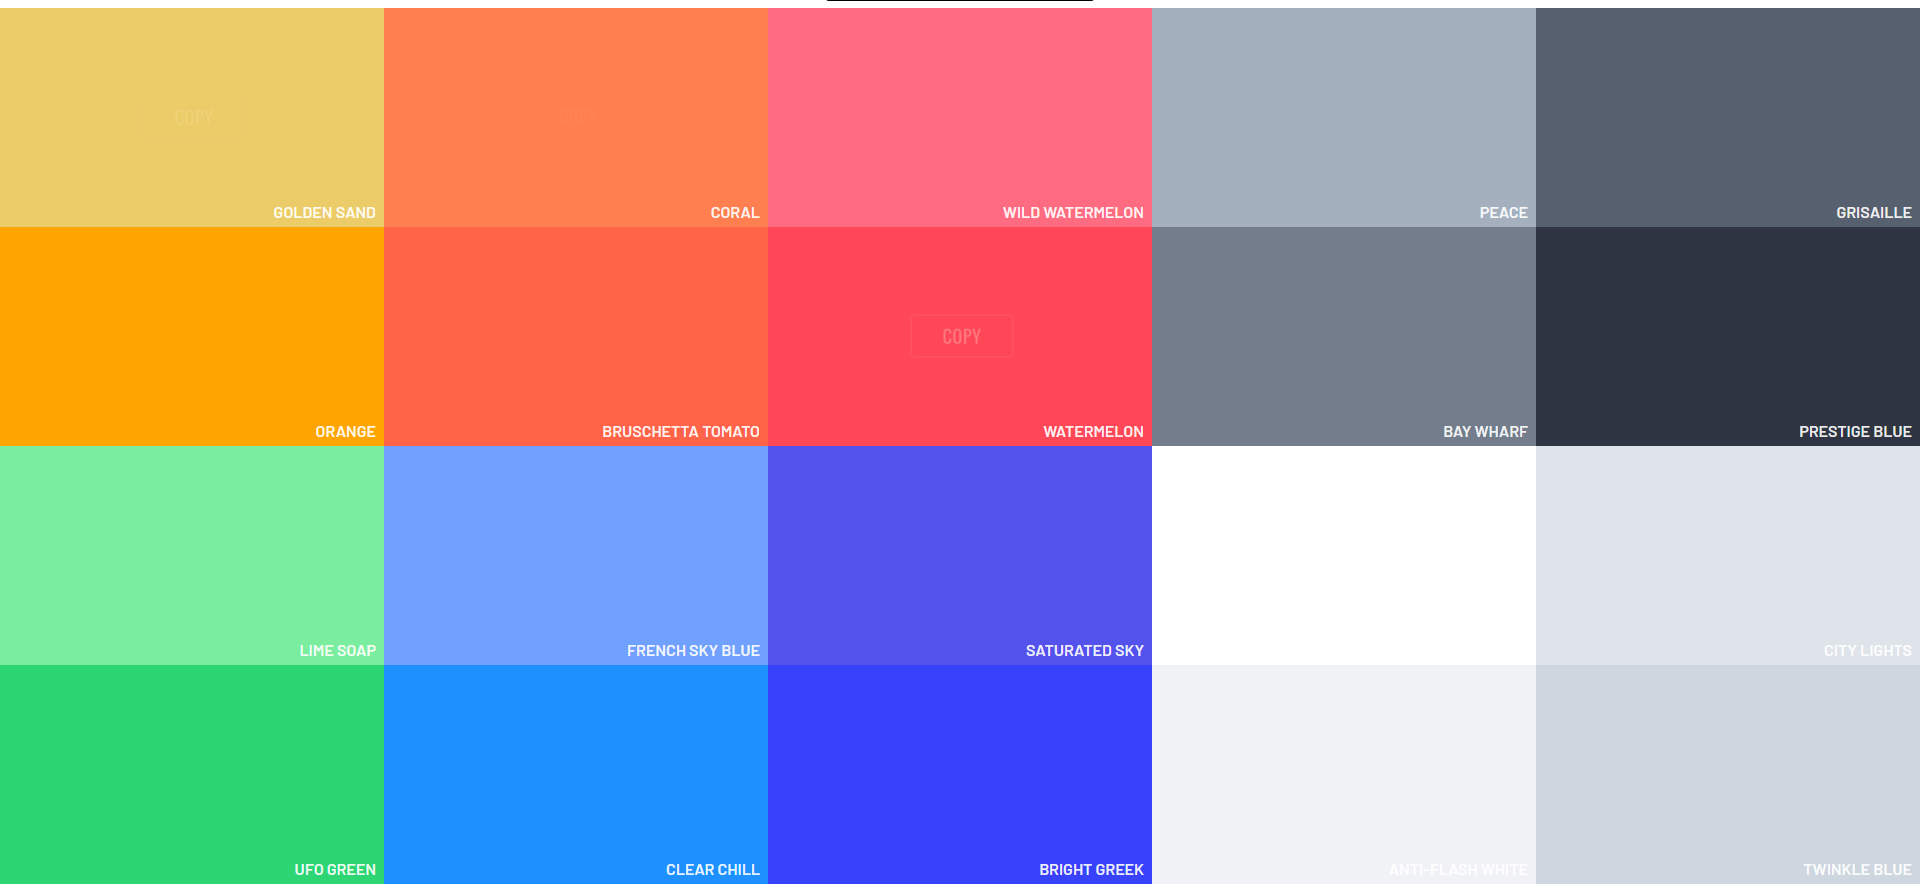 COPY
COPY
GOLDEN SAND
CORAL
WILD WATERMELON
PEACE
GRISAILLE
COPY
ORANGE
BRUSCHETTA TOMATO
WATERMELON
BAY WHARF
PRESTIGE BLUE
LIME SOAP
FRENCH SKY BLUE
SATURATED SKY
CITY LIGHTS
UFO GREEN
CLEAR CHILL
BRIGHT GREEK
ANTI-FLASH WHITE
TWINKLE BLUE